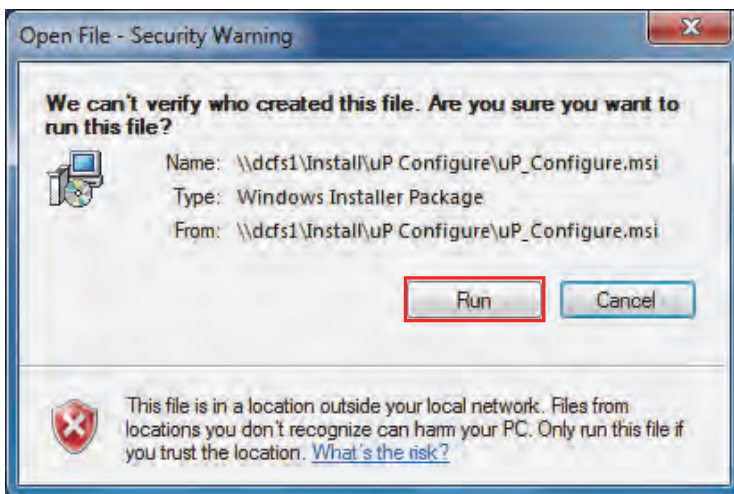 Open File - Security Warning
We can't verify who created this file. Are you sure you want to
run this file?
Name: \\dcfs1\Install\uP Configure\uP_Configure.msi
Type: Windows Installer Package
From: \\dcfs1\Install\uP Configure\uP_Configure.msi
Run Cancel
This file is in a location outside your local network. Files from
locations you don't recognize can harm your PC. Only run this file if
you trust the location. What's the risk?